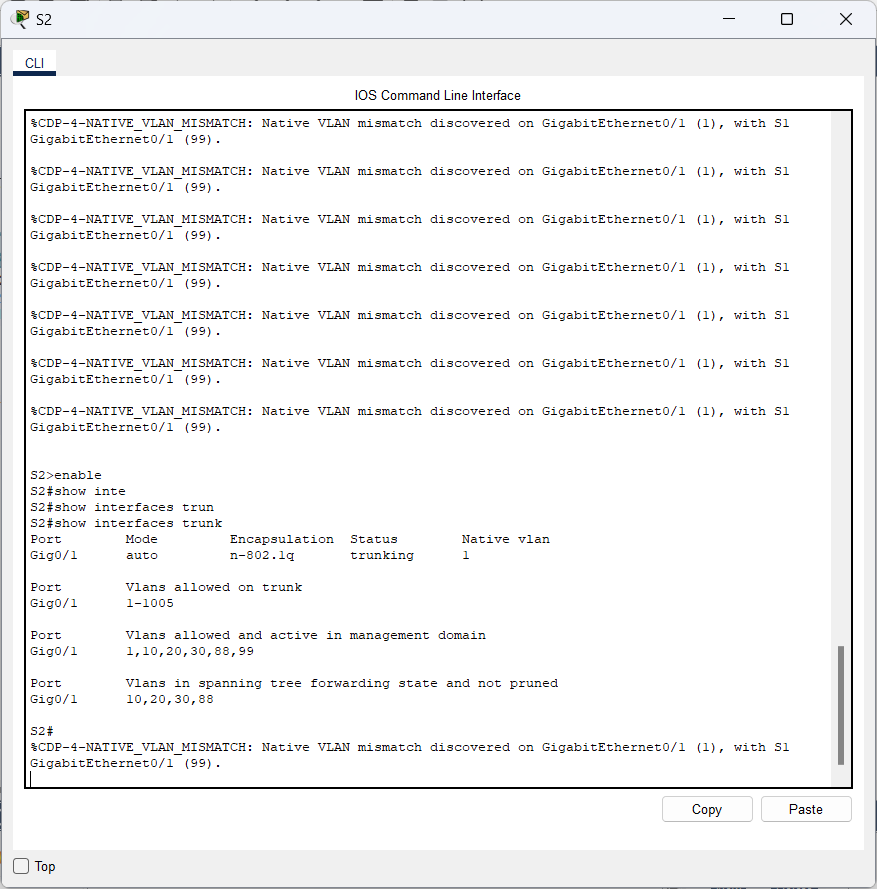 S2
CLI
IOS Command Line Interface
%CDP-4-NATIVE_VLAN_MISMATCH: Native VLAN mismatch discovered on GigabitEthernet0/1 (1), with S1
GigabitEthernet0/1 (99).
%CDP-4-NATIVE_VLAN_MISMATCH: Native VLAN mismatch discovered on GigabitEthernet0/1 (1), with S1
GigabitEthernet0/1 (99).
%CDP-4-NATIVE_VLAN_MISMATCH: Native VLAN mismatch discovered on GigabitEthernet0/1 (1), with S1
GigabitEthernet0/1 (99).
%CDP-4-NATIVE_VLAN_MISMATCH: Native VLAN mismatch discovered on GigabitEthernet0/1 (1), with S1
GigabitEthernet0/1 (99).
%CDP-4-NATIVE_VLAN_MISMATCH: Native VLAN mismatch discovered on GigabitEthernet0/1 (1), with S1
GigabitEthernet0/1 (99).
%CDP-4-NATIVE_VLAN_MISMATCH: Native VLAN mismatch discovered on GigabitEthernet0/1 (1), with S1
GigabitEthernet0/1 (99).
%CDP-4-NATIVE_VLAN_MISMATCH: Native VLAN mismatch discovered on GigabitEthernet0/1 (1), with S1
GigabitEthernet0/1 (99).
S2>enable
S2#show inte
S2#show interfaces trun
S2#show interfaces trunk
Port        Mode         Encapsulation  Status        Native vlan
Gig0/1      auto         n-802.1q       trunking      1
Port        Vlans allowed on trunk
Gig0/1      1-1005
Port        Vlans allowed and active in management domain
Gig0/1      1,10,20,30,88,99
Port        Vlans in spanning tree forwarding state and not pruned
Gig0/1      10,20,30,88
S2#
%CDP-4-NATIVE_VLAN_MISMATCH: Native VLAN mismatch discovered on GigabitEthernet0/1 (1), with S1
GigabitEthernet0/1 (99).
Copy
Paste
Top